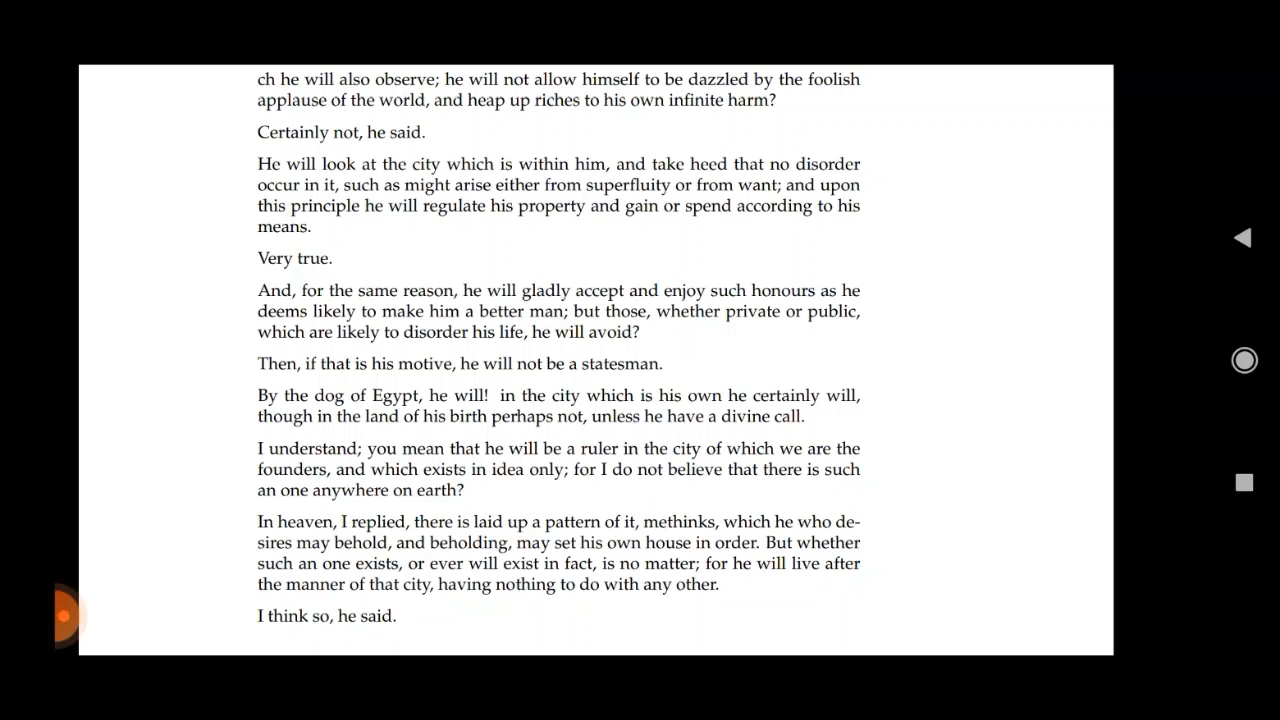 ch he will also observe; he will not allow himself to be dazzled by the foolish
applause of the world, and heap up riches to his own infinite harm?
Certainly not, he said.
He will look at the city which is within him, and take heed that no disorder
occur in it, such as might arise either from superfluity or from want; and upon
this principle he will regulate his property and gain or spend according to his
means.
Very true.
And, for the same reason, he will gladly accept and enjoy such honours as he
deems likely to make him a better man; but those, whether private or public,
which are likely to disorder his life, he will avoid?
Then, if that is his motive, he will not be a statesman.
By the dog of Egypt, he will! in the city which is his own he certainly will,
though in the land of his birth perhaps not, unless he have a divine call.
I understand; you mean that he will be a ruler in the city of which we are the
founders, and which exists in idea only; for I do not believe that there is such
an one anywhere on earth?
In heaven, I replied, there is laid up a pattern of it, methinks, which he who de-
sires may behold, and beholding, may set his own house in order. But whether
such an one exists, or ever will exist in fact, is no matter; for he will live after
the manner of that city, having nothing to do with any other.
I think so, he said.